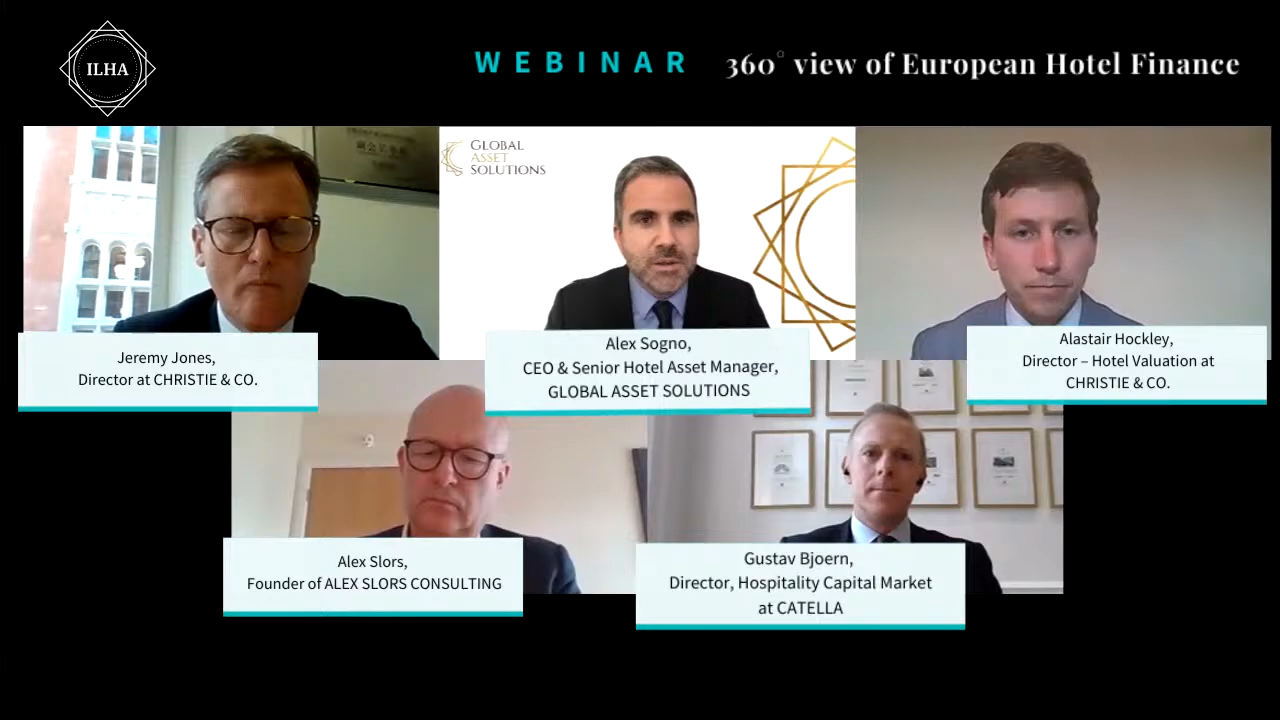 ILHA
WEBINAR 360° view of European Hotel Finance
GLOBAL
ASSET
SOLUTIONS
Jeremy Jones,
Director at CHRISTIE & CO.
Alex Sogno,
CEO & Senior Hotel Asset Manager,
GLOBAL ASSET SOLUTIONS
Alastair Hockley,
Director – Hotel Valuation at
CHRISTIE & CO.
Alex Slors,
Founder of ALEX SLORS CONSULTING
Gustav Bjoern,
Director, Hospitality Capital Market
at CATELLA